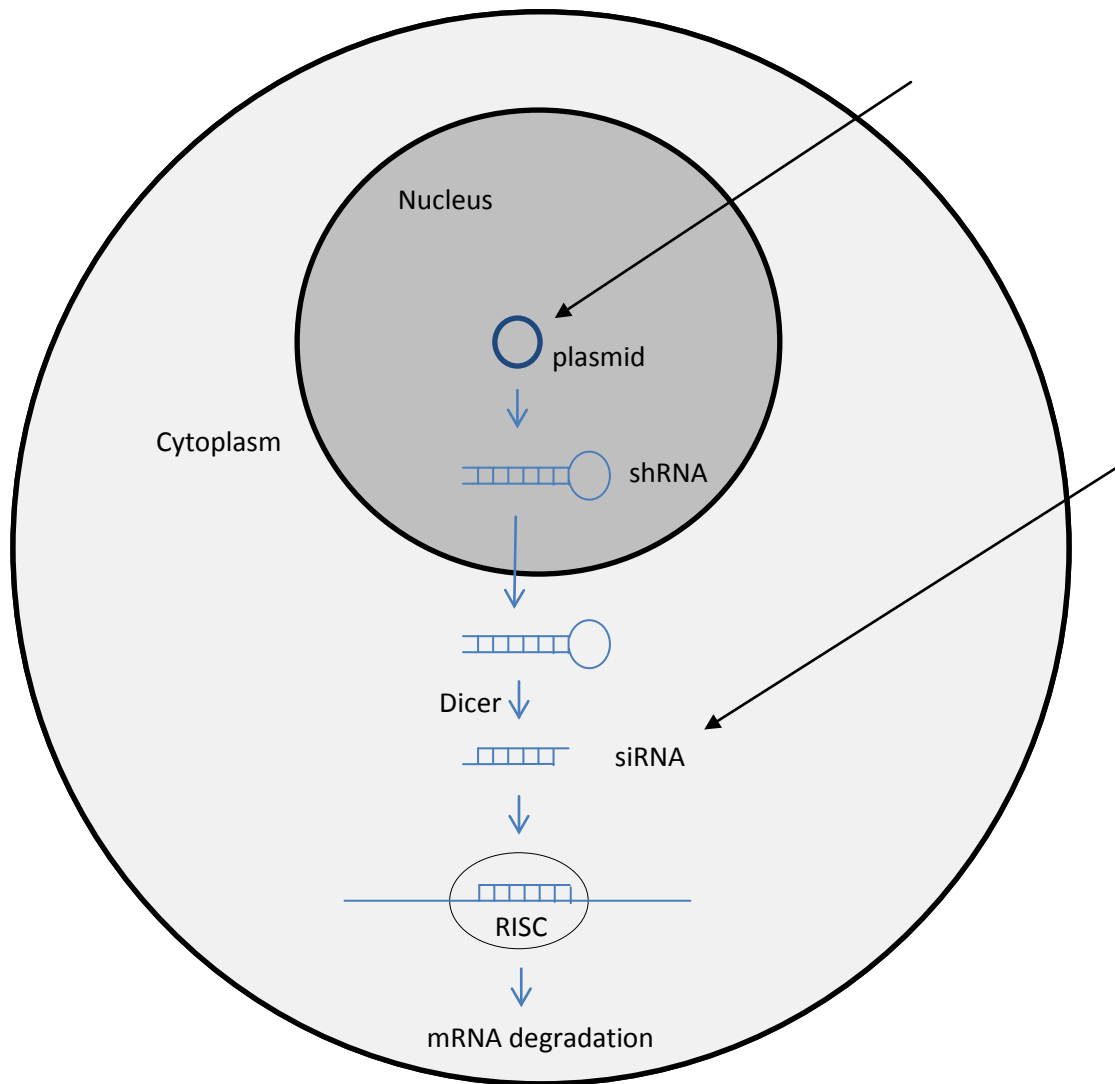 Nucleus
plasmid
Cytoplasm
shRNA
Dicer
siRNA
RISC
mRNA degradation